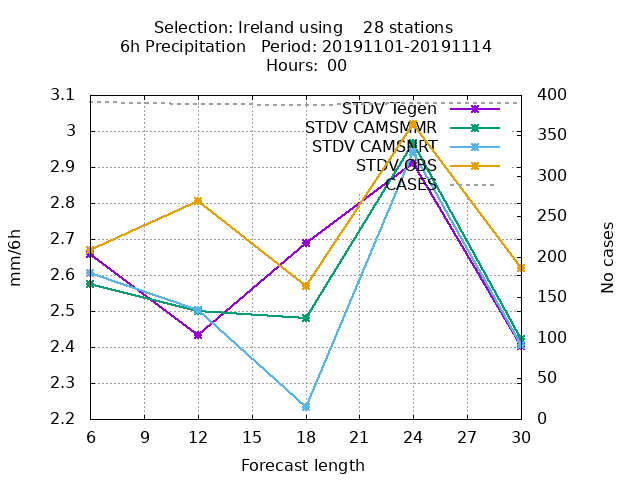 Selection: Ireland using    28 stations
6h Precipitation   Period: 20191101-20191114
Hours:  00
3.1
3
2.9
2.8
2.7
2.6
2.5
2.4
2.3
2.2
400
350
300
250
200
150
100
50
0
mm/6h
No cases
STDV Tegen
STDV CAMSMMR
STDV CAMSNRT
STDV OBS
CASES
6 9 12 15 18 21 24 27 30
Forecast length